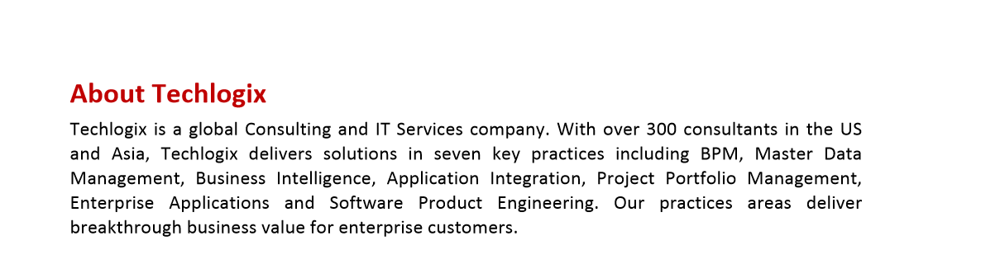 About Techlogix
Techlogix is a global Consulting and IT Services company. With over 300 consultants in the US
and Asia, Techlogix delivers solutions in seven key practices including BPM, Master Data
Management, Business Intelligence, Application Integration, Project Portfolio Management,
Enterprise Applications and Software Product Engineering. Our practices areas deliver
breakthrough business value for enterprise customers.